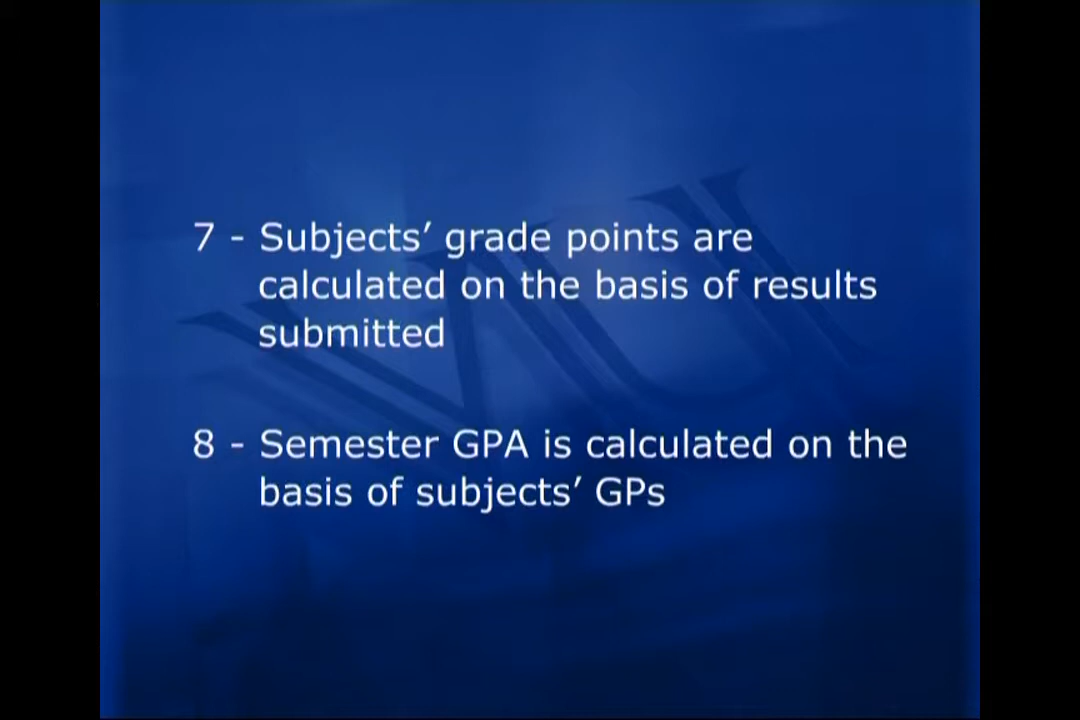 7 - Subjects’ grade points are
calculated on the basis of results
submitted
8 - Semester GPA is calculated on the
basis of subjects’ GPs
VU